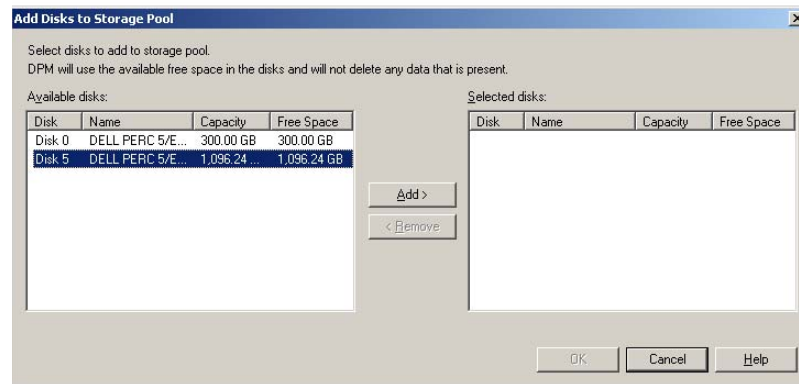 Add Disks to Storage Pool
Select disks to add to storage pool.
DPM will use the available free space in the disks and will not delete any data that is present.
Available disks: Selected disks:
Disk Name Capacity Free Space Disk Name Capacity Free Space
Disk 0 DELL PERC 5/E... 300.00 GB 300.00 GB
Disk 5 DELL PERC 5/E... 1,096.24 ... 1,096.24 GB
Add >
< Remove
OK Cancel Help